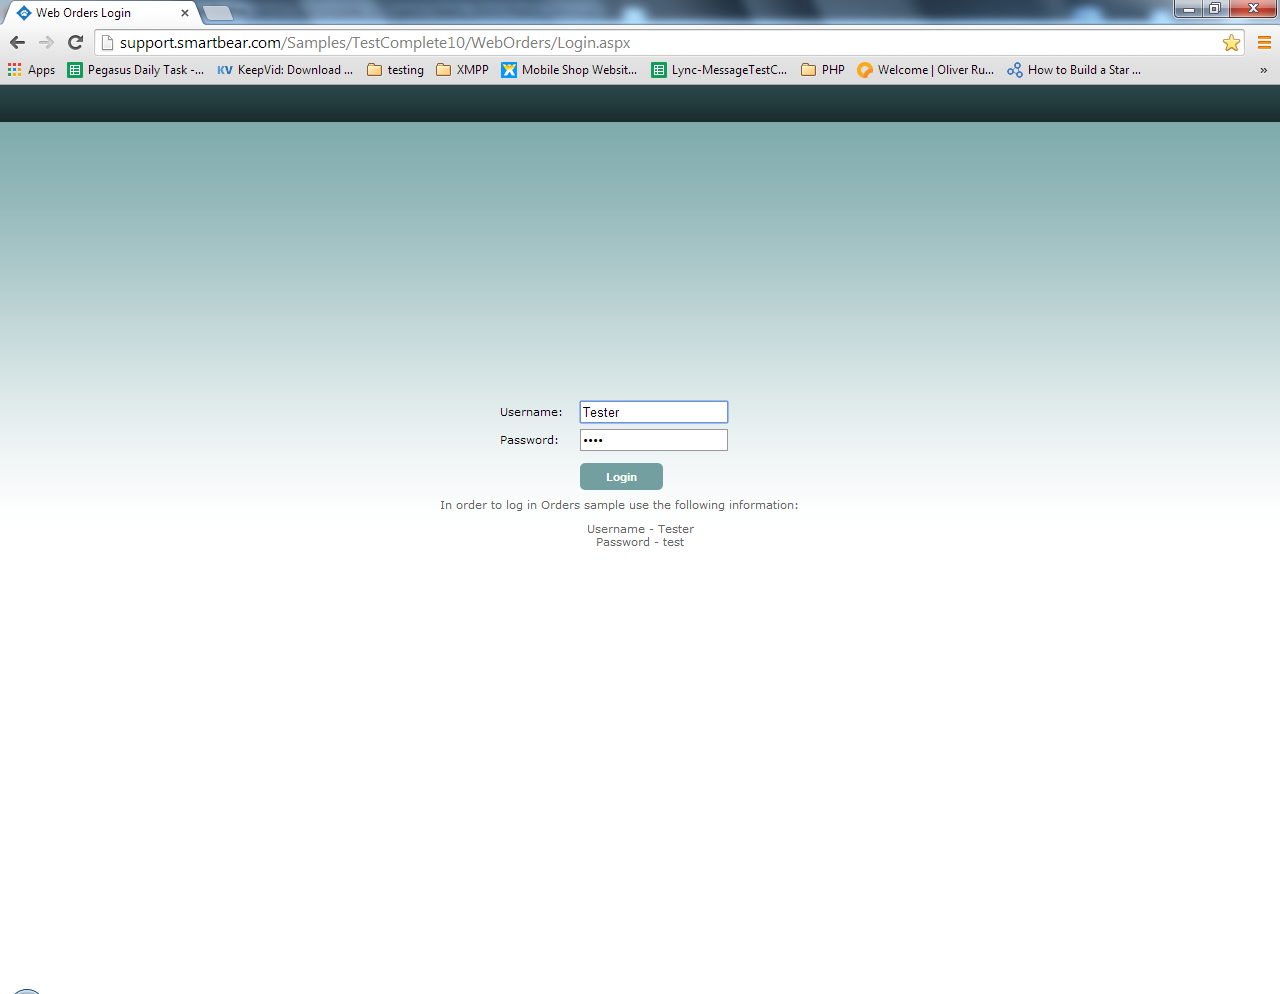 Web Orders Login
support.smartbear.com/Samples/TestComplete10/WebOrders/Login.aspx
Apps Pegasus Daily Task -... KV KeepVid: Download ... testing XMPP Mobile Shop Websit... Lync-MessageTestC... PHP Welcome | Oliver Ru... How to Build a Star ... »
Username: Tester
Password: ••••
Login
In order to log in Orders sample use the following information:
Username - Tester
Password - test